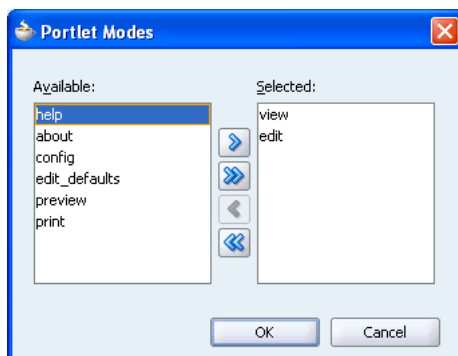 Portlet Modes
Available:
help
about
config
edit_defaults
preview
print
Selected:
view
edit
OK
Cancel